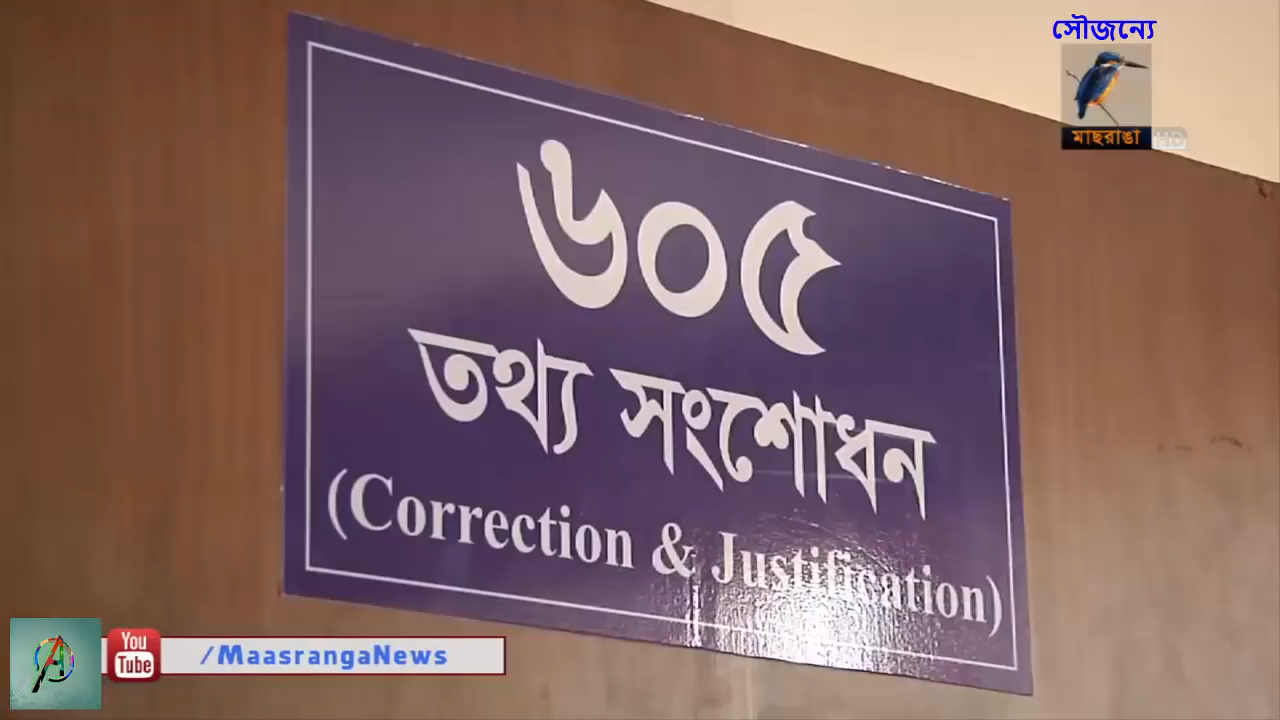 সৌজন্যে
মাছরাঙা HD
৬০৫
তথ্য সংশোধন
(Correction & Justification)
You
Tube
/MaasrangaNews